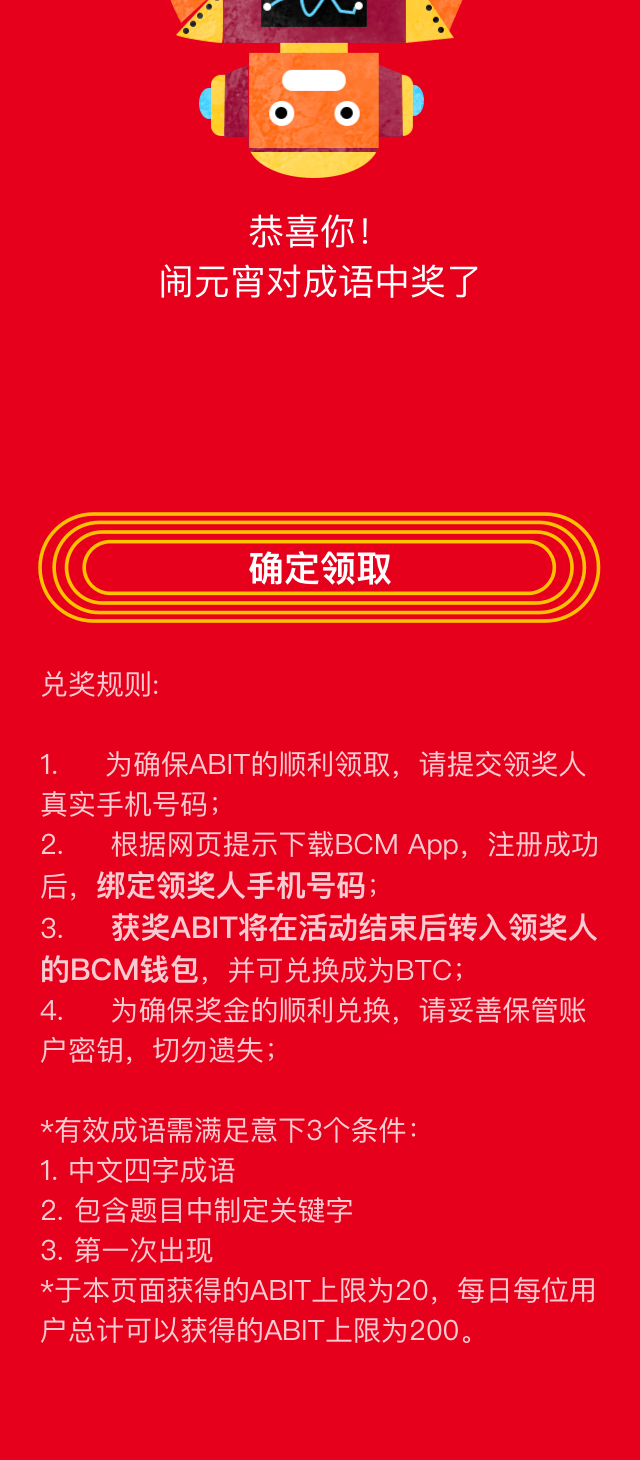 恭喜你！
闹元宵对成语中奖了
确定领取
兑奖规则:
1. 为确保ABIT的顺利领取，请提交领奖人
真实手机号码；
2. 根据网页提示下载BCM App，注册成功
后，绑定领奖人手机号码；
3. 获奖ABIT将在活动结束后转入领奖人
的BCM钱包，并可兑换成为BTC；
4. 为确保奖金的顺利兑换，请妥善保管账
户密钥，切勿遗失；
*有效成语需满足意下3个条件：
1. 中文四字成语
2. 包含题目中制定关键字
3. 第一次出现
*于本页面获得的ABIT上限为20，每日每位用
户总计可以获得的ABIT上限为200。